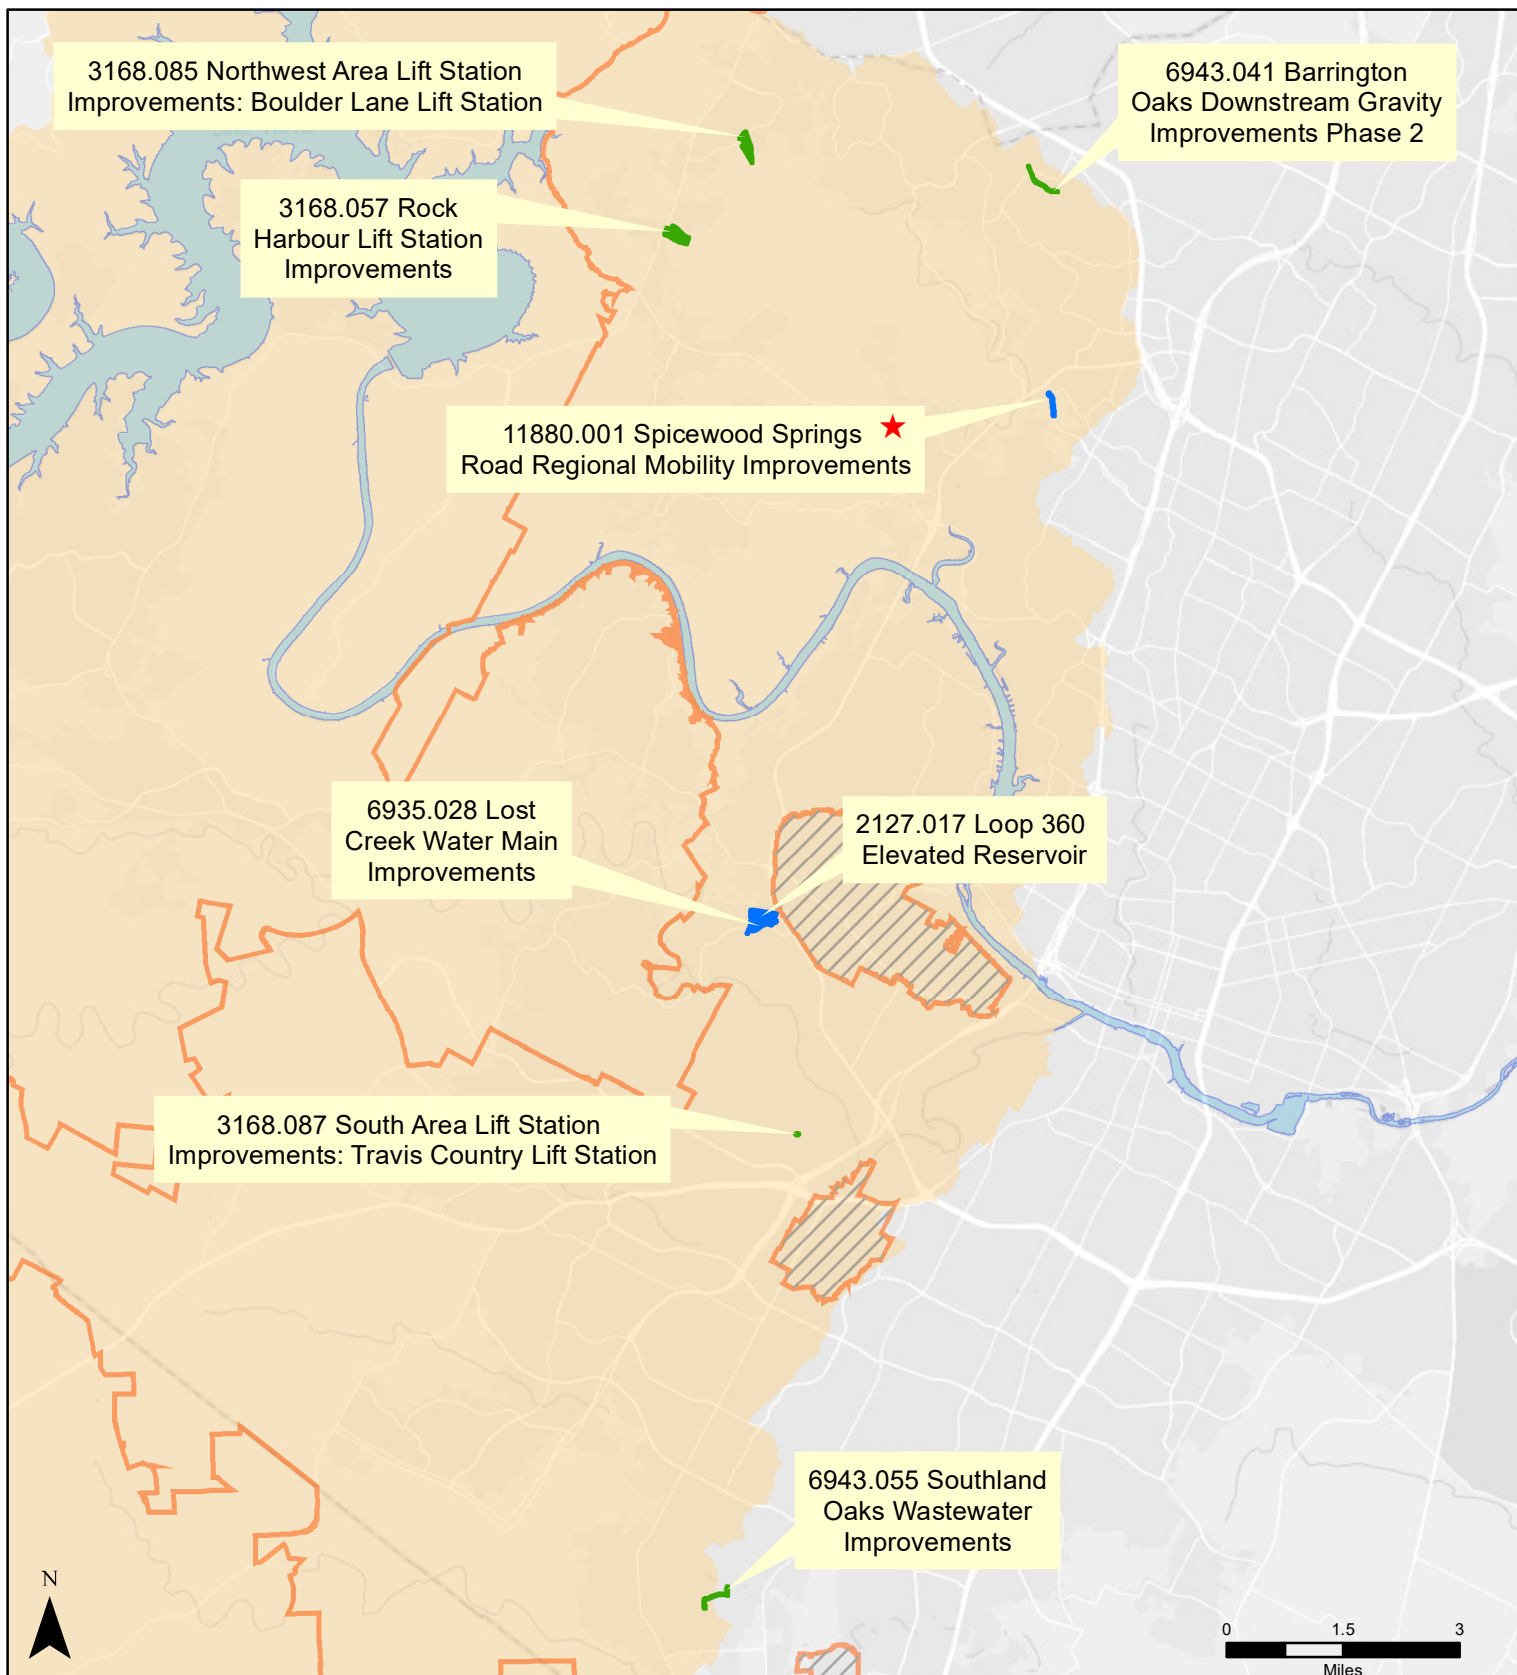 3168.085 Northwest Area Lift Station
Improvements: Boulder Lane Lift Station
6943.041 Barrington
Oaks Downstream Gravity
Improvements Phase 2
3168.057 Rock
Harbour Lift Station
Improvements
11880.001 Spicewood Springs
Road Regional Mobility Improvements
6935.028 Lost
Creek Water Main
Improvements
2127.017 Loop 360
Elevated Reservoir
3168.087 South Area Lift Station
Improvements: Travis Country Lift Station
6943.055 Southland
Oaks Wastewater
Improvements
N
0 1.5 3
Miles